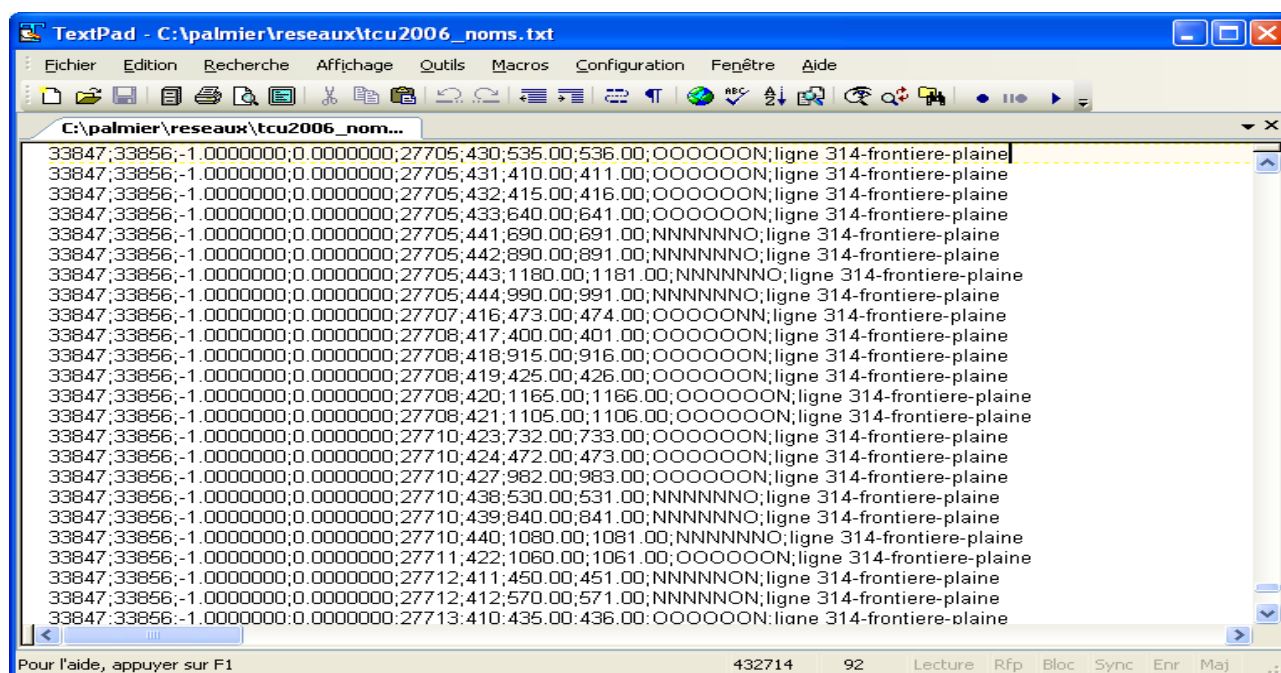 TextPad - C:\palmier\reseaux\tcu2006_noms.txt
Fichier Edition Recherche Affichage Outils Macros Configuration Fenêtre Aide
C:\palmier\reseaux\tcu2006_nom...
33847;33856;-1.0000000;0.0000000;27705;430;535.00;536.00;OOOOOON;ligne 314-frontiere-plaine
33847;33856;-1.0000000;0.0000000;27705;431;410.00;411.00;OOOOOON;ligne 314-frontiere-plaine
33847;33856;-1.0000000;0.0000000;27705;432;415.00;416.00;OOOOOON;ligne 314-frontiere-plaine
33847;33856;-1.0000000;0.0000000;27705;433;640.00;641.00;OOOOOON;ligne 314-frontiere-plaine
33847;33856;-1.0000000;0.0000000;27705;441;690.00;691.00;NNNNNNO;ligne 314-frontiere-plaine
33847;33856;-1.0000000;0.0000000;27705;442;890.00;891.00;NNNNNNO;ligne 314-frontiere-plaine
33847;33856;-1.0000000;0.0000000;27705;443;1180.00;1181.00;NNNNNNO;ligne 314-frontiere-plaine
33847;33856;-1.0000000;0.0000000;27705;444;990.00;991.00;NNNNNNO;ligne 314-frontiere-plaine
33847;33856;-1.0000000;0.0000000;27707;416;473.00;474.00;OOOOONN;ligne 314-frontiere-plaine
33847;33856;-1.0000000;0.0000000;27708;417;400.00;401.00;OOOOOON;ligne 314-frontiere-plaine
33847;33856;-1.0000000;0.0000000;27708;418;915.00;916.00;OOOOOON;ligne 314-frontiere-plaine
33847;33856;-1.0000000;0.0000000;27708;419;425.00;426.00;OOOOOON;ligne 314-frontiere-plaine
33847;33856;-1.0000000;0.0000000;27708;420;1165.00;1166.00;OOOOOON;ligne 314-frontiere-plaine
33847;33856;-1.0000000;0.0000000;27708;421;1105.00;1106.00;OOOOOON;ligne 314-frontiere-plaine
33847;33856;-1.0000000;0.0000000;27710;423;732.00;733.00;OOOOOON;ligne 314-frontiere-plaine
33847;33856;-1.0000000;0.0000000;27710;424;472.00;473.00;OOOOOON;ligne 314-frontiere-plaine
33847;33856;-1.0000000;0.0000000;27710;427;982.00;983.00;OOOOOON;ligne 314-frontiere-plaine
33847;33856;-1.0000000;0.0000000;27710;438;530.00;531.00;NNNNNNO;ligne 314-frontiere-plaine
33847;33856;-1.0000000;0.0000000;27710;439;840.00;841.00;NNNNNNO;ligne 314-frontiere-plaine
33847;33856;-1.0000000;0.0000000;27710;440;1080.00;1081.00;NNNNNNO;ligne 314-frontiere-plaine
33847;33856;-1.0000000;0.0000000;27711;422;1060.00;1061.00;OOOOOON;ligne 314-frontiere-plaine
33847;33856;-1.0000000;0.0000000;27712;411;450.00;451.00;NNNNNON;ligne 314-frontiere-plaine
33847;33856;-1.0000000;0.0000000;27712;412;570.00;571.00;NNNNNON;ligne 314-frontiere-plaine
33847;33856;-1.0000000;0.0000000;27713;410;435.00;436.00;OOOOOON;ligne 314-frontiere-plaine
Pour l'aide, appuyer sur F1 432714 92 Lecture Rfp Bloc Sync Enr Maj